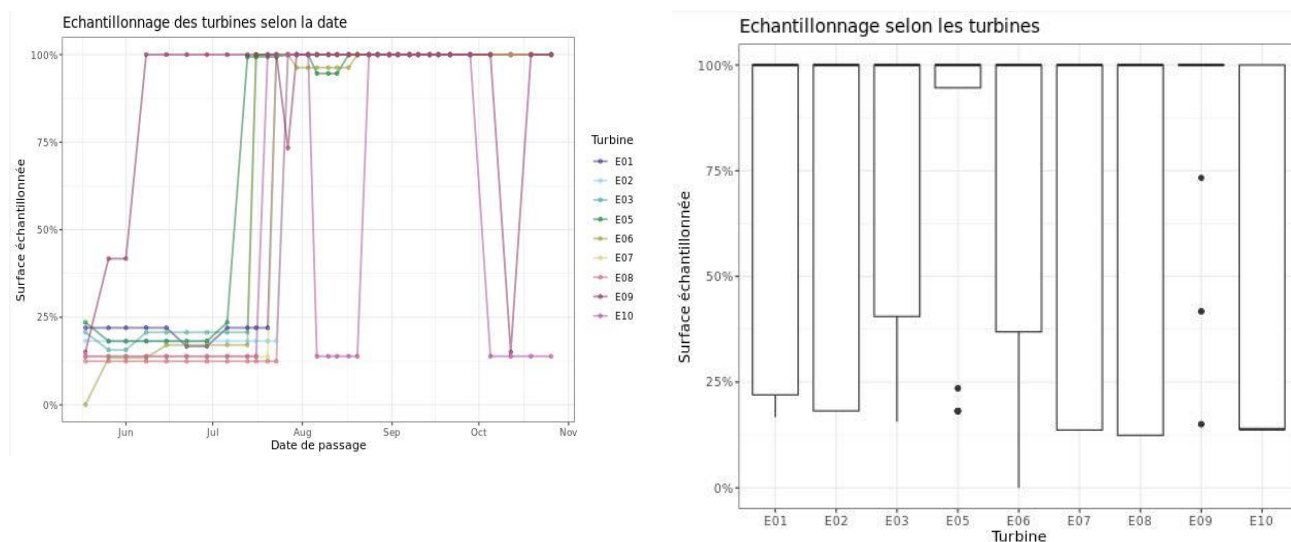 Echantillonnage des turbines selon la date
Surface échantillonnée
100%
75%
50%
25%
0%
Jun
Jul
Aug
Sep
Oct
Nov
Date de passage
Turbine
E01
E02
E03
E05
E06
E07
E08
E09
E10
Echantillonnage selon les turbines
Surface échantillonnée
100%
75%
50%
25%
0%
E01
E02
E03
E05
E06
E07
E08
E09
E10
Turbine